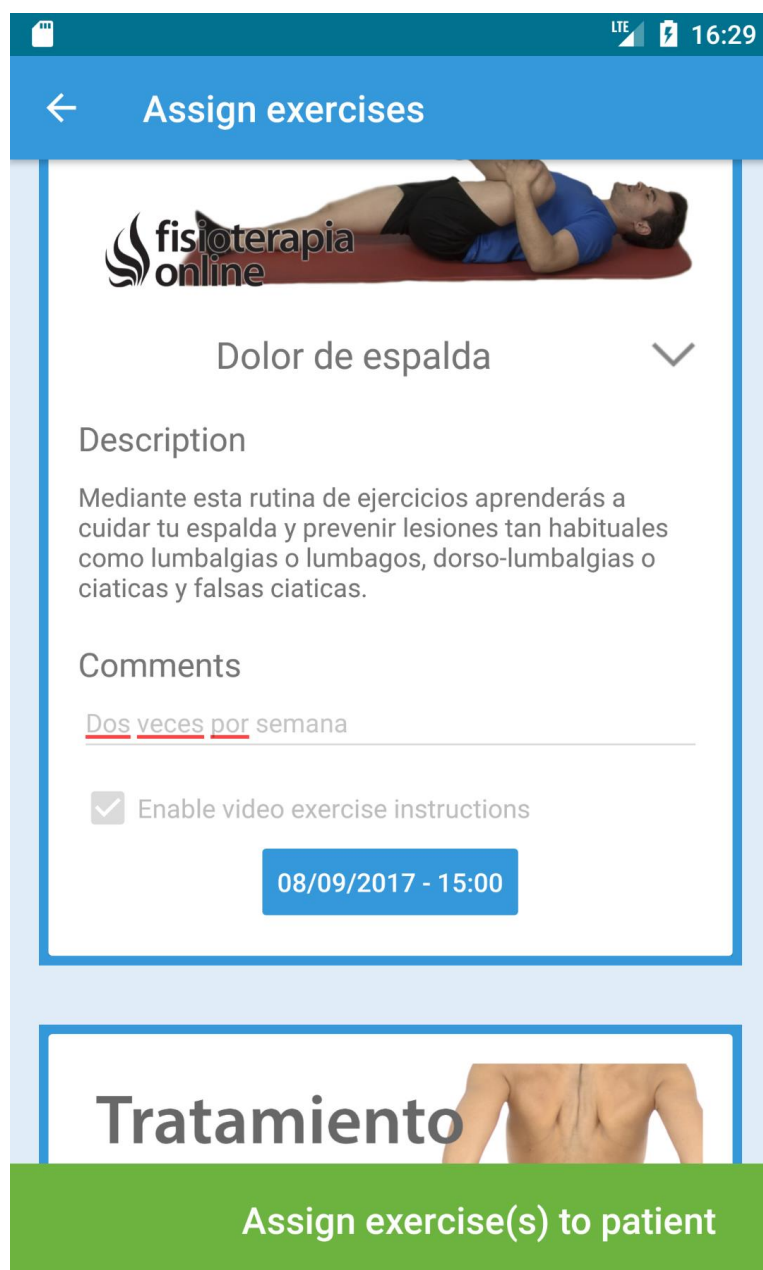 LTE 16:29
Assign exercises
fisioterapia
online
Dolor de espalda
Description
Mediante esta rutina de ejercicios aprenderás a
cuidar tu espalda y prevenir lesiones tan habituales
como lumbalgias o lumbagos, dorso-lumbalgias o
ciaticas y falsas ciaticas.
Comments
Dos veces por semana
Enable video exercise instructions
08/09/2017 - 15:00
Tratamiento
Assign exercise(s) to patient